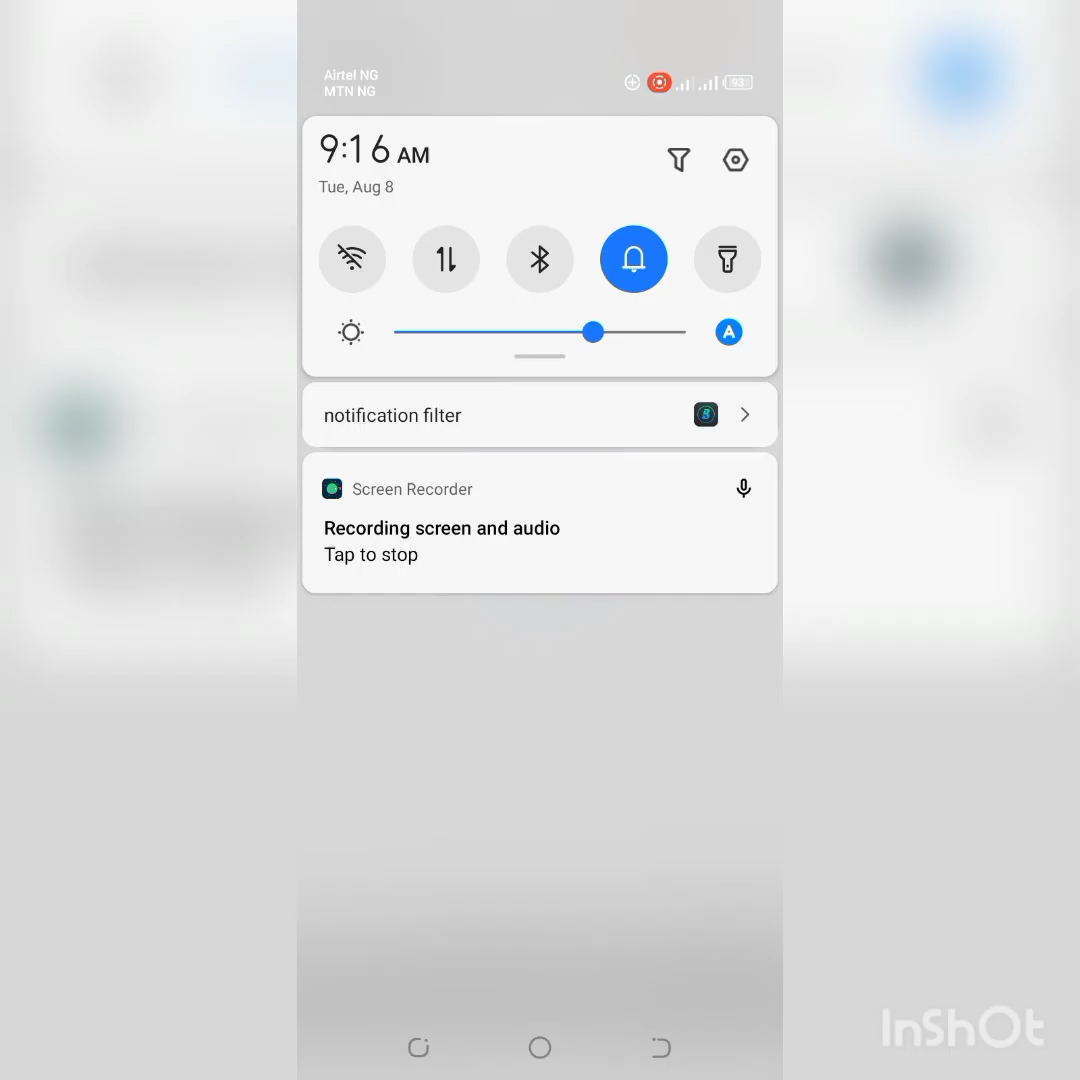 Airtel NG
MTN NG
93
9:16 AM
Tue, Aug 8
A
notification filter
Screen Recorder
Recording screen and audio
Tap to stop
InShOt